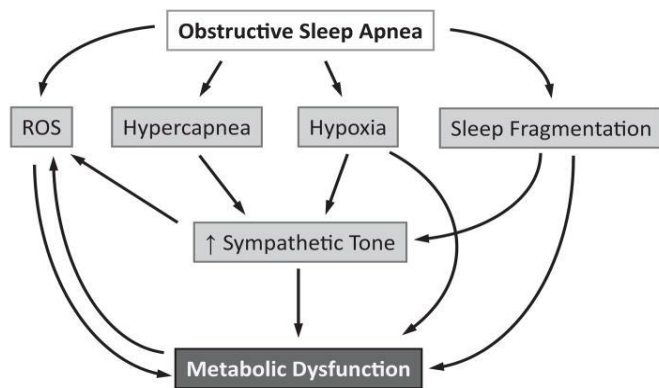 Obstructive Sleep Apnea
ROS
Hypercapnea
Hypoxia
Sleep Fragmentation
↑ Sympathetic Tone
Metabolic Dysfunction